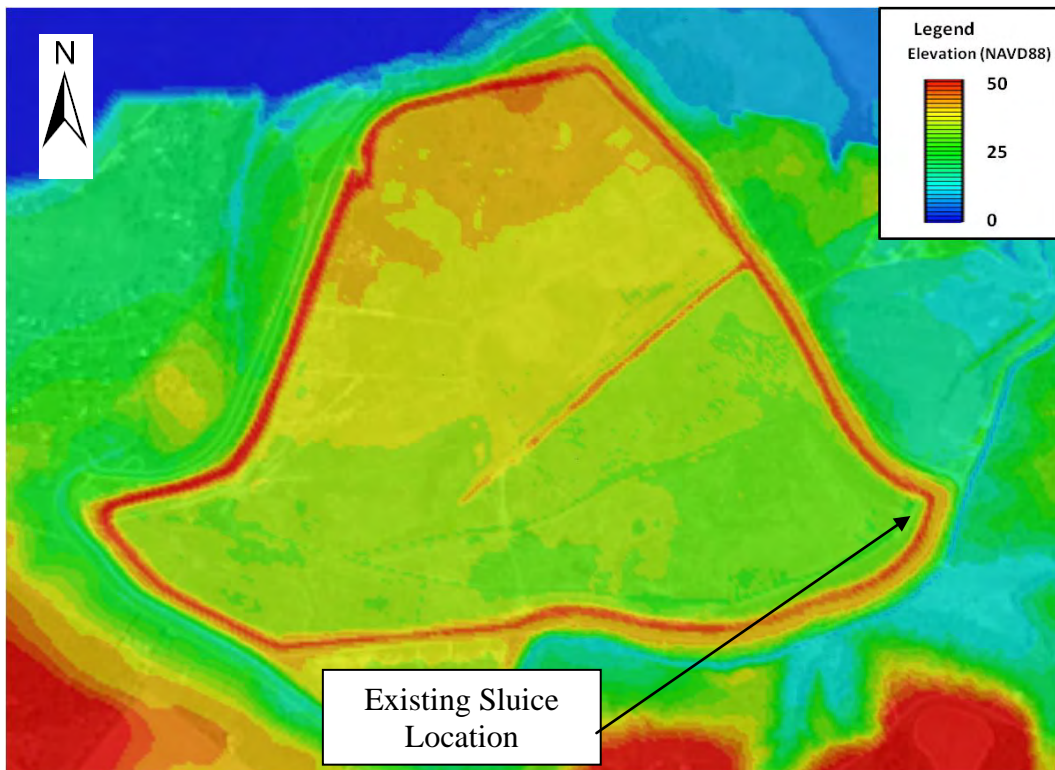 N
Legend
Elevation (NAVD88)
50
25
0
Existing Sluice
Location